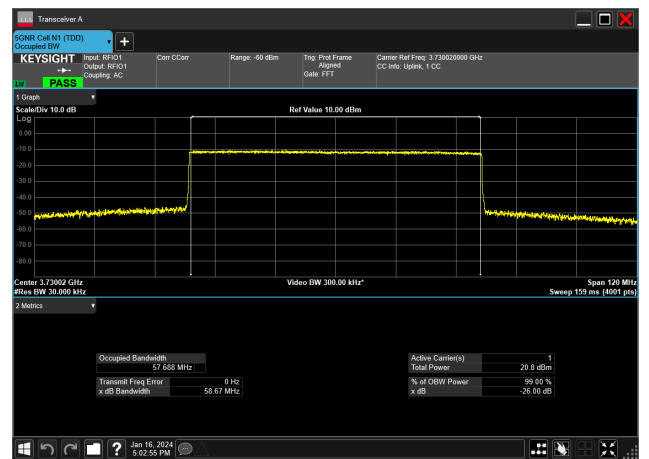 Transceiver A
5GNR Cell N1 (TDD)
Occupied BW
KEYSIGHT
PASS
Input: RFIO1
Output: RFIO1
Coupling: AC
Corr CCorr
Range: -60 dBm
Trig: Prot Frame
Aligned
Gate: FFT
Carrier Ref Freq: 3.730020000 GHz
CC Info: Uplink, 1 CC
1 Graph
Scale/Div 10.0 dB
Ref Value 10.00 dBm
Log
0.00
-10.0
-20.0
-30.0
-40.0
-50.0
-60.0
-70.0
-80.0
Center 3.73002 GHz
Video BW 300.00 kHz*
Span 120 MHz
#Res BW 30.000 kHz
Sweep 159 ms (4001 pts)
2 Metrics
Occupied Bandwidth
57.688 MHz
Transmit Freq Error 0 Hz
x dB Bandwidth 58.67 MHz
Active Carrier(s) 1
Total Power 20.8 dBm
% of OBW Power 99.00 %
x dB -26.00 dB
Jan 16, 2024
5:02:55 PM